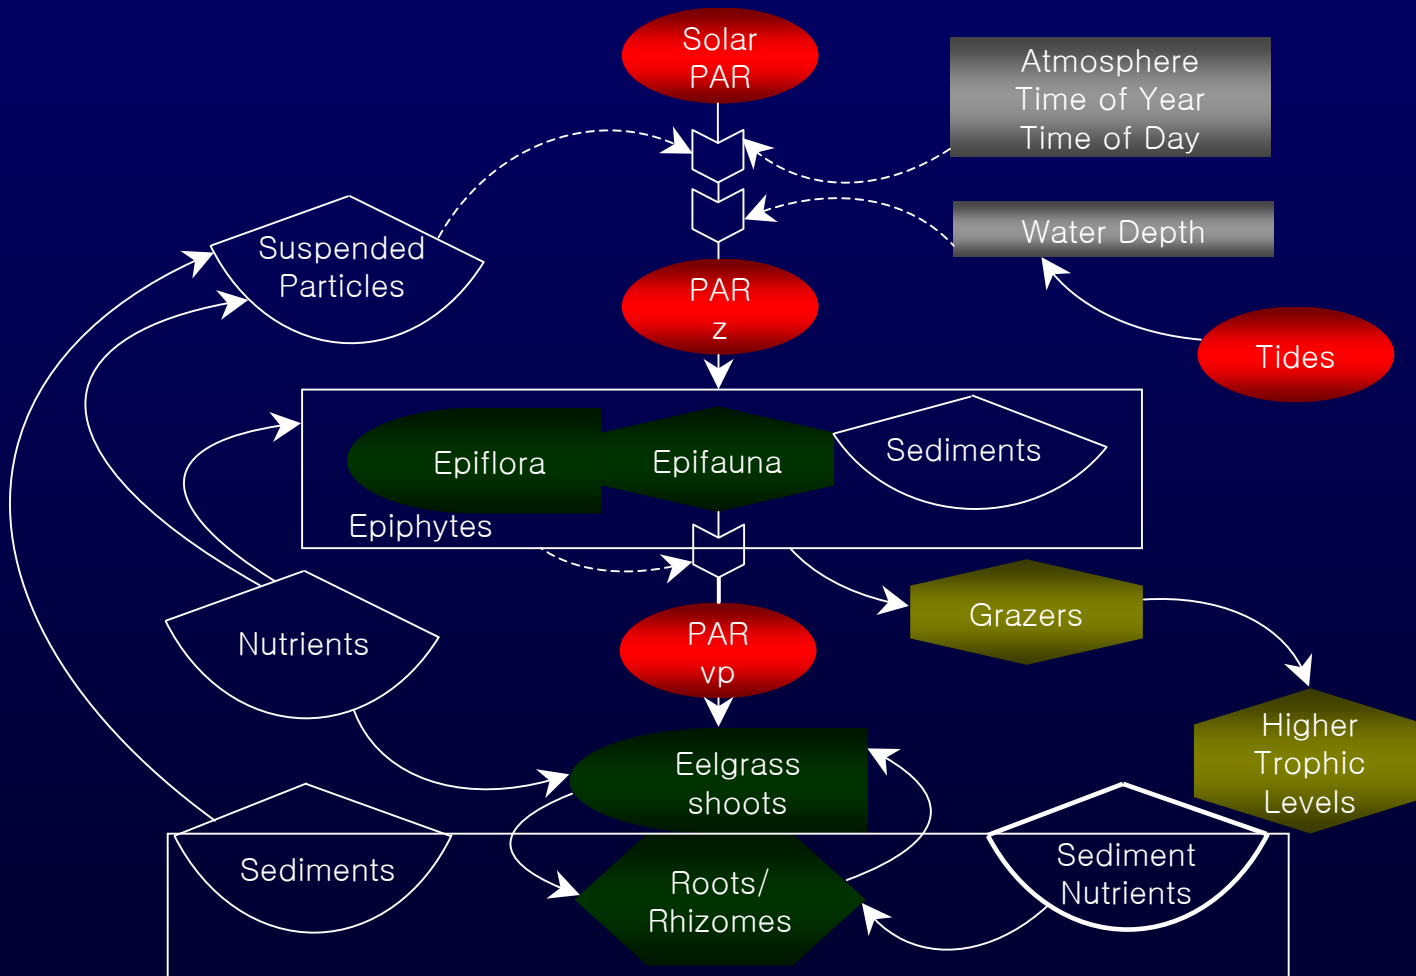 Solar
PAR
Atmosphere
Time of Year
Time of Day
Water Depth
Suspended
Particles
PAR
z
Tides
Epiflora
Epifauna
Sediments
Epiphytes
Grazers
Nutrients
PAR
vp
Higher
Trophic
Levels
Eelgrass
shoots
Sediments
Roots/
Rhizomes
Sediment
Nutrients